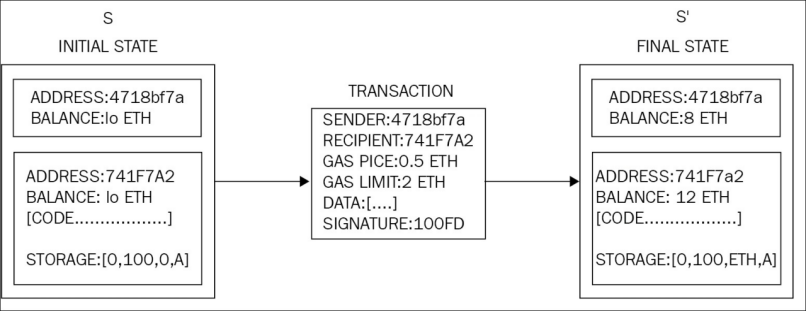 S
INITIAL STATE
ADDRESS:4718bf7a
BALANCE:lo ETH
ADDRESS:741F7A2
BALANCE: lo ETH
[CODE..................]
STORAGE:[0,100,0,A]
TRANSACTION
SENDER:4718bf7a
RECIPIENT:741F7A2
GAS PICE:0.5 ETH
GAS LIMIT:2 ETH
DATA:[....]
SIGNATURE:100FD
S'
FINAL STATE
ADDRESS:4718bf7a
BALANCE:8 ETH
ADDRESS:741F7a2
BALANCE: 12 ETH
[CODE..................]
STORAGE:[0,100,ETH,A]